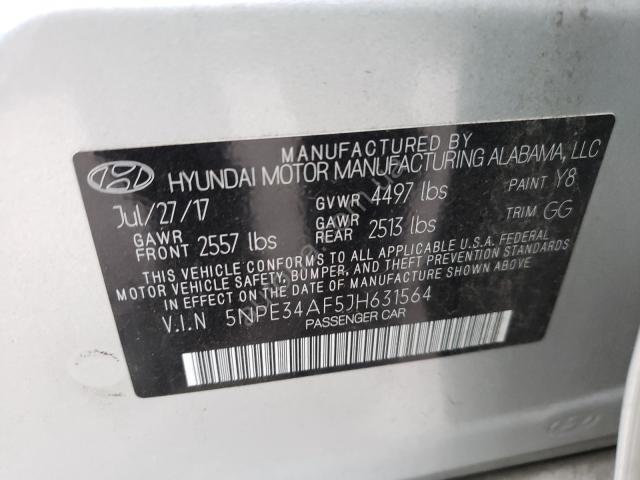 MANUFACTURED BY
HYUNDAI MOTOR MANUFACTURING ALABAMA, LLC
Jul/27/17
GVWR 4497 lbs
PAINT Y8
GAWR FRONT 2557 lbs
GAWR REAR 2513 lbs
TRIM GG
THIS VEHICLE CONFORMS TO ALL APPLICABLE U.S.A. FEDERAL
MOTOR VEHICLE SAFETY, BUMPER, AND THEFT PREVENTION STANDARDS
IN EFFECT ON THE DATE OF MANUFACTURE SHOWN ABOVE.
V.I.N 5NPE34AF5JH631564
PASSENGER CAR